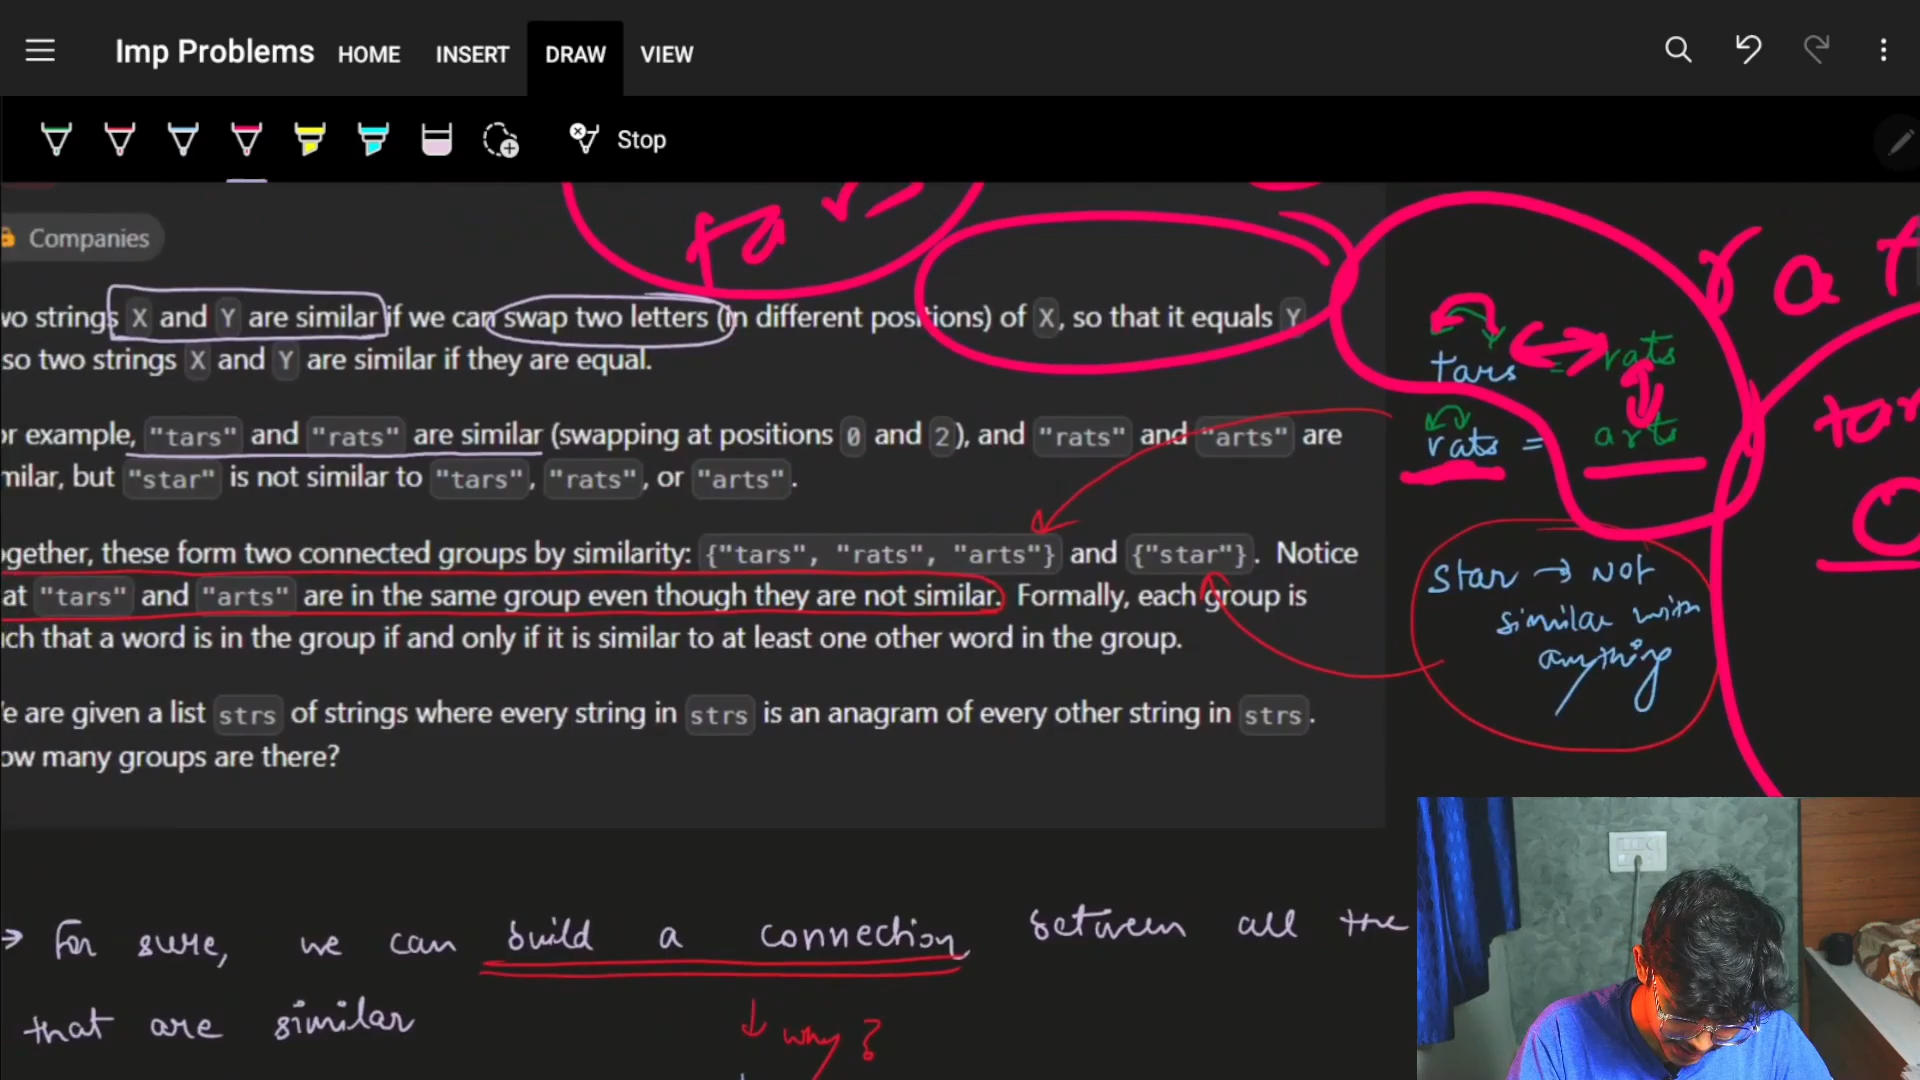 Imp Problems HOME INSERT DRAW VIEW
Stop
Companies
wo strings X and Y are similar if we can swap two letters (in different positions) of X, so that it equals Y
so two strings X and Y are similar if they are equal.
or example, "tars" and "rats" are similar (swapping at positions 0 and 2), and "rats" and "arts" are
milar, but "star" is not similar to "tars", "rats", or "arts".
ogether, these form two connected groups by similarity: {"tars", "rats", "arts"} and {"star"}. Notice
at "tars" and "arts" are in the same group even though they are not similar. Formally, each group is
uch that a word is in the group if and only if it is similar to at least one other word in the group.
e are given a list strs of strings where every string in strs is an anagram of every other string in strs.
ow many groups are there?
tars = rats
rats = arts
star → not
similar with
anything
→ For sure, we can build a connection between all the
that are similar
↓ why?